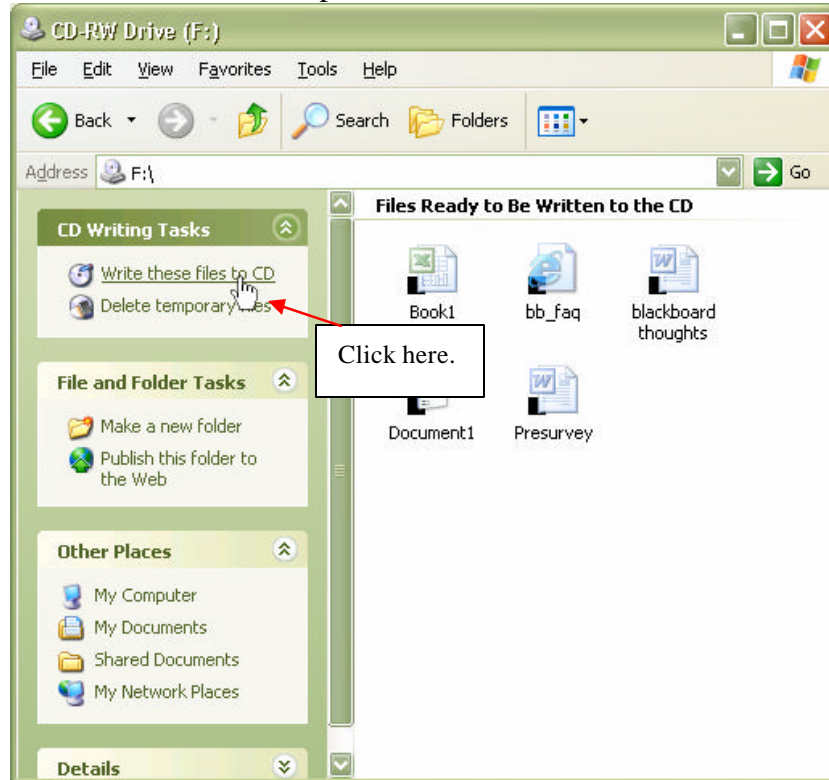 CD-RW Drive (F:)
File Edit View Favorites Tools Help
Back Search Folders
Address F:\ Go
Files Ready to Be Written to the CD
CD Writing Tasks
Write these files to CD
Delete temporary
Click here.
Book1 bb_faq blackboard
thoughts
File and Folder Tasks
Make a new folder
Publish this folder to
the Web
Document1 Presurvey
Other Places
My Computer
My Documents
Shared Documents
My Network Places
Details